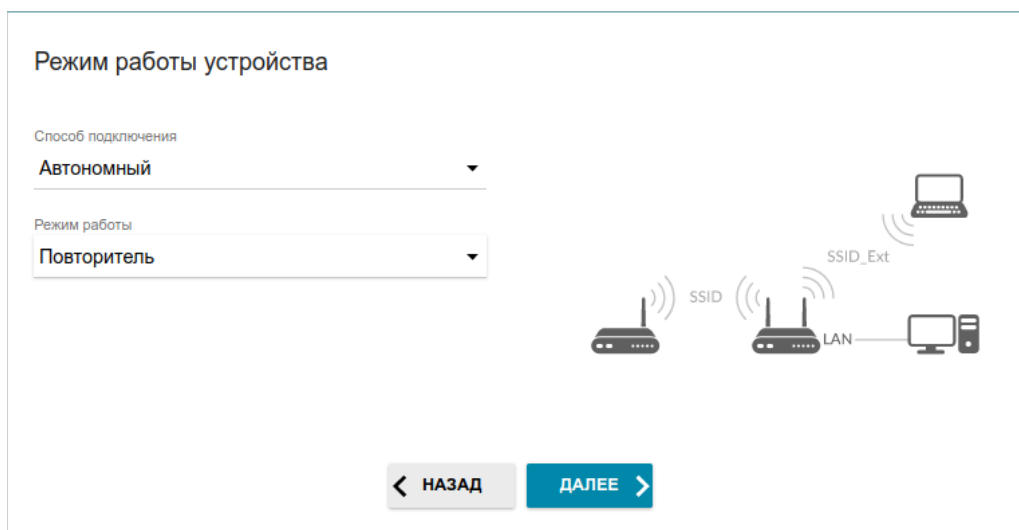 Режим работы устройства
Способ подключения
Автономный
Режим работы
Повторитель
SSID_Ext
SSID
LAN
НАЗАД
ДАЛЕЕ